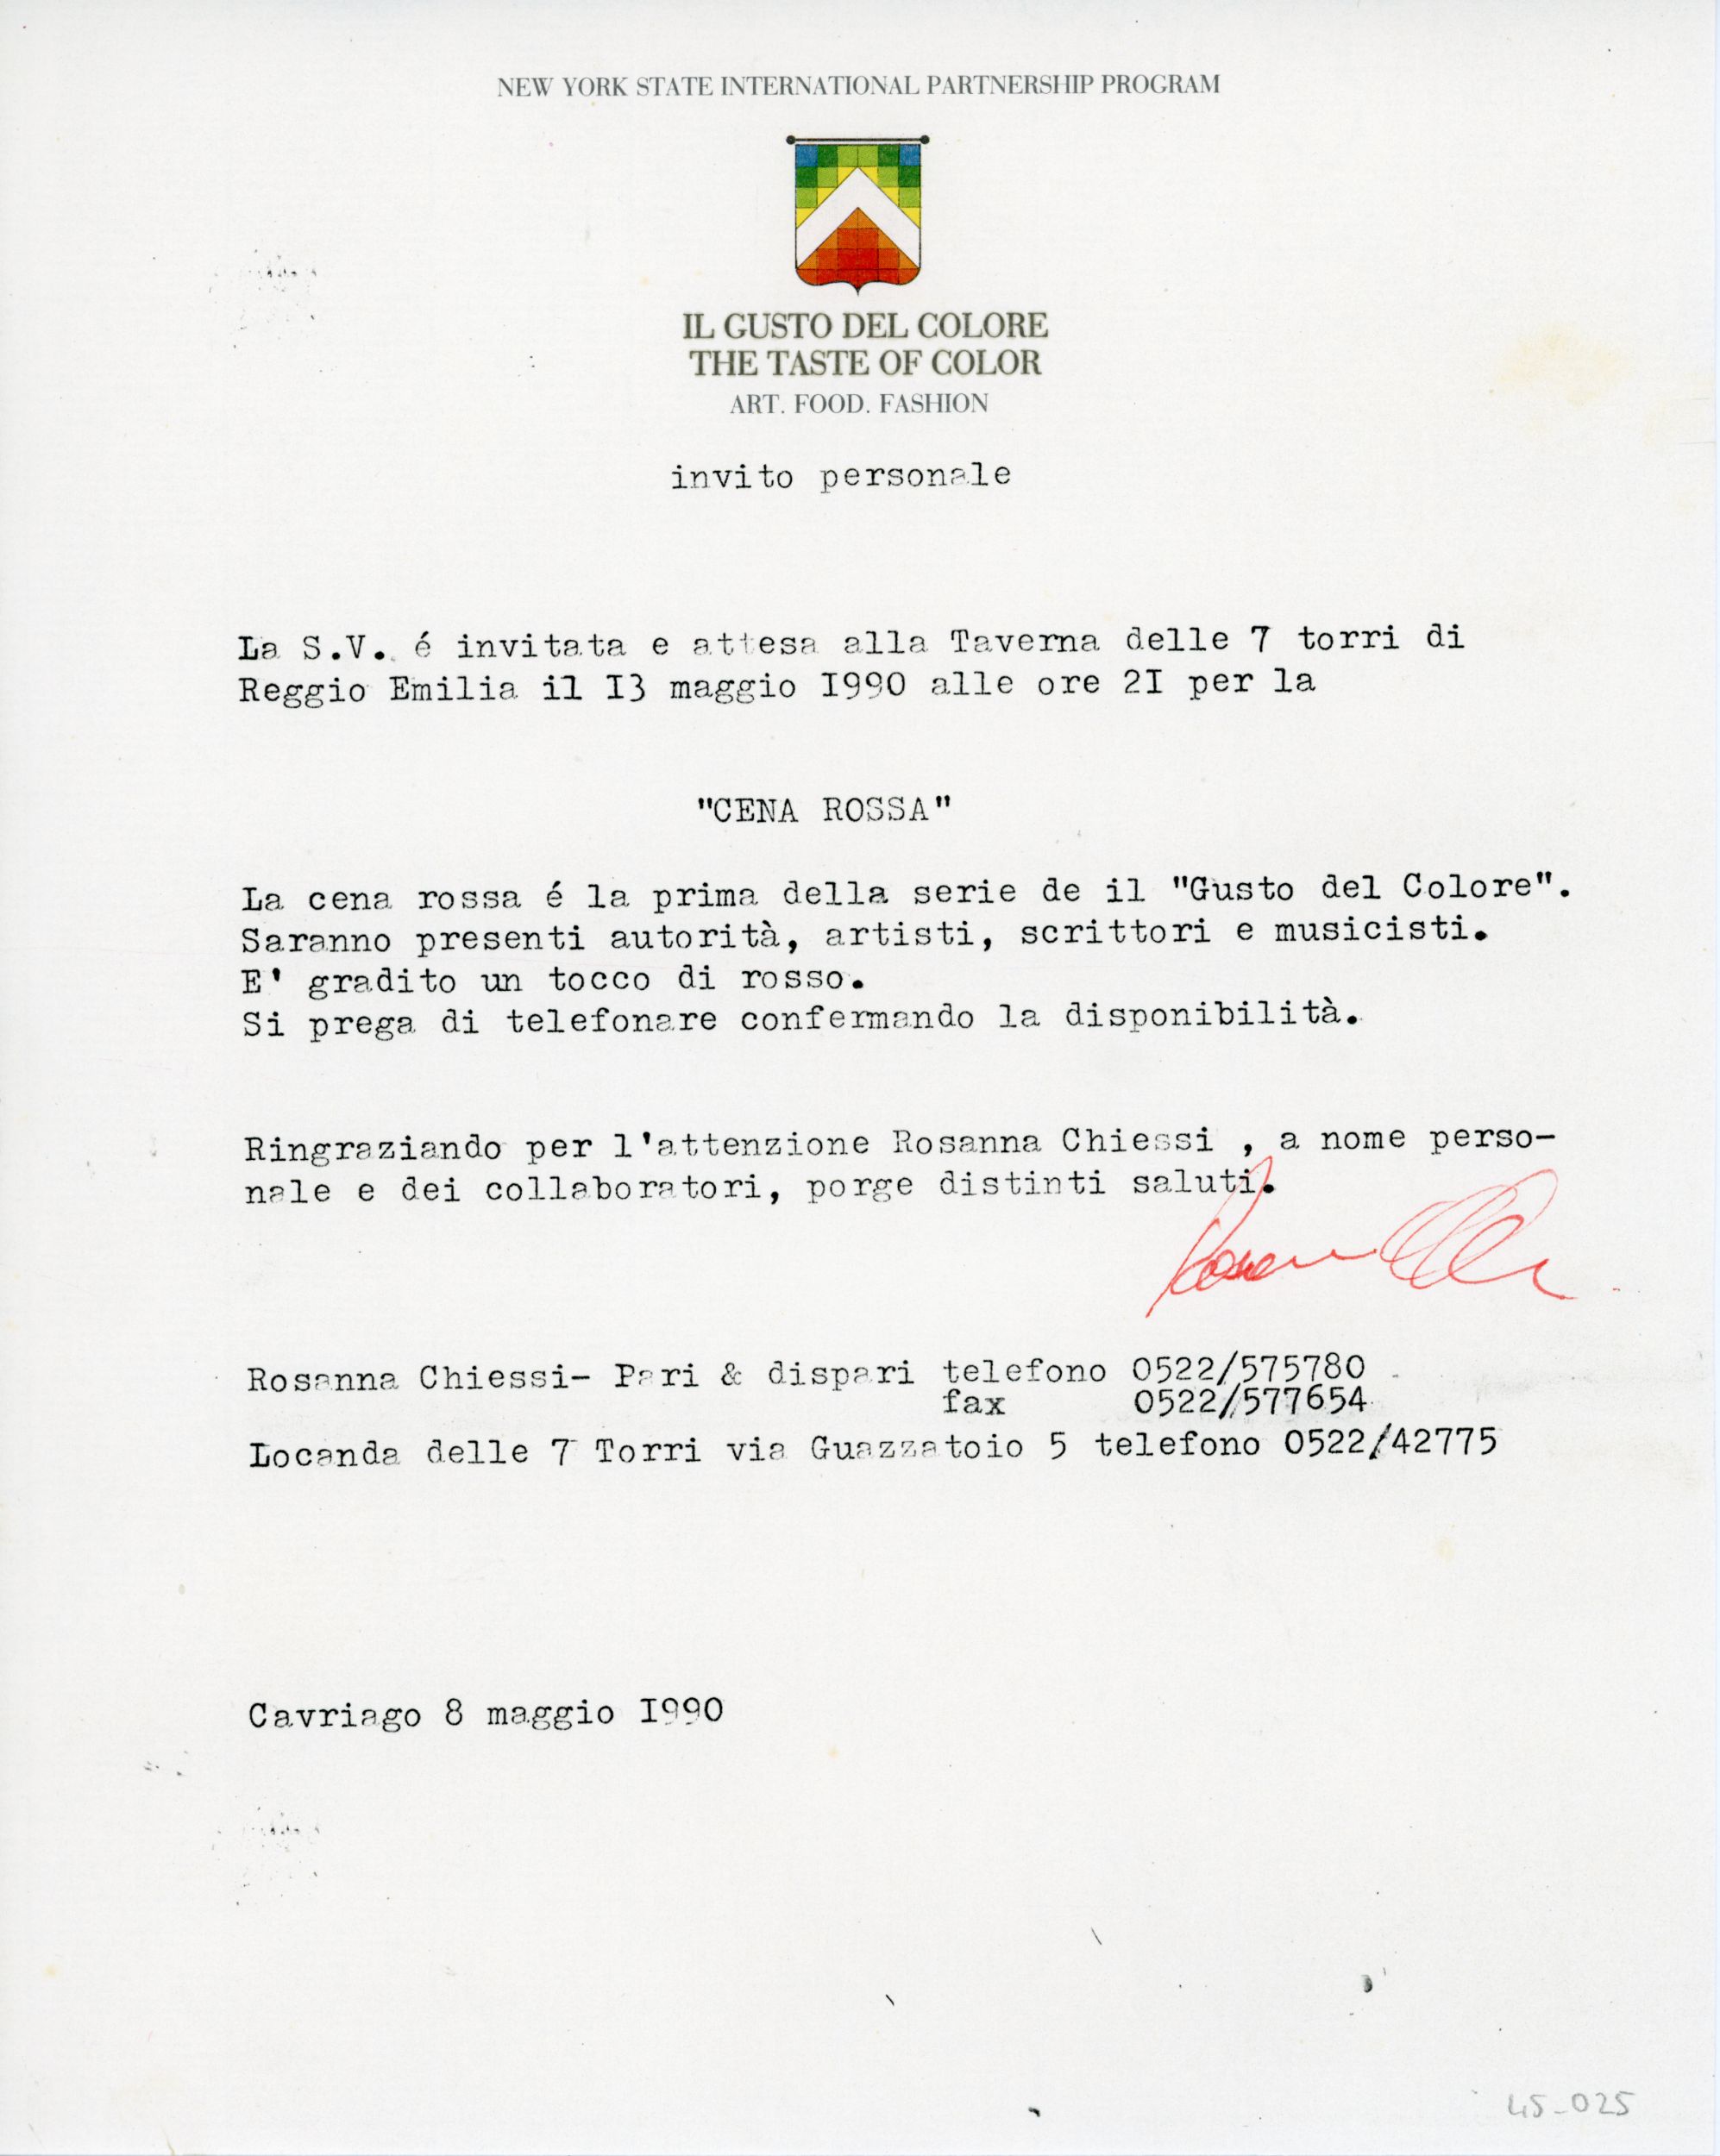 NEW YORK STATE INTERNATIONAL PARTNERSHIP PROGRAM
IL GUSTO DEL COLORE
THE TASTE OF COLOR
ART. FOOD. FASHION
invito personale
La S.V. é invitata e attesa alla Taverna delle 7 torri di
Reggio Emilia il I3 maggio I990 alle ore 2I per la
"CENA ROSSA"
La cena rossa é la prima della serie de il "Gusto del Colore".
Saranno presenti autorità, artisti, scrittori e musicisti.
E' gradito un tocco di rosso.
Si prega di telefonare confermando la disponibilità.
Ringraziando per l'attenzione Rosanna Chiessi , a nome perso-
nale e dei collaboratori, porge distinti saluti.
Rosanna Chiessi- Pari & dispari telefono 0522/575780
fax 0522/577654
Locanda delle 7 Torri via Guazzatoio 5 telefono 0522/42775
Cavriago 8 maggio I990
45-025